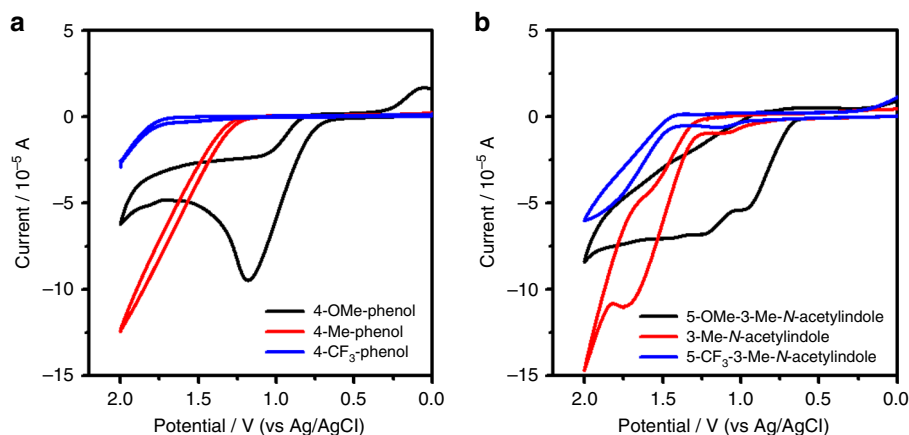 a
5
0
−5
−10
−15
Current / 10⁻⁵ A
4-OMe-phenol
4-Me-phenol
4-CF₃-phenol
2.0 1.5 1.0 0.5 0.0
Potential / V (vs Ag/AgCl)
b
5
0
−5
−10
−15
Current / 10⁻⁵ A
5-OMe-3-Me-N-acetylindole
3-Me-N-acetylindole
5-CF₃-3-Me-N-acetylindole
2.0 1.5 1.0 0.5 0.0
Potential / V (vs Ag/AgCl)